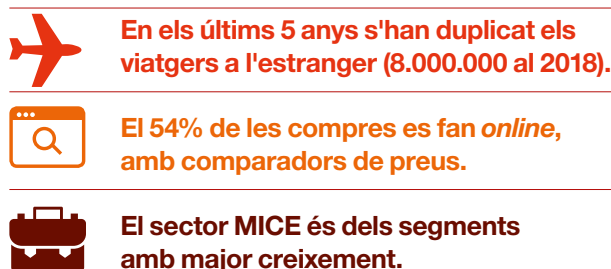 En els últims 5 anys s'han duplicat els
viatgers a l'estranger (8.000.000 al 2018).
El 54% de les compres es fan online,
amb comparadors de preus.
El sector MICE és dels segments
amb major creixement.